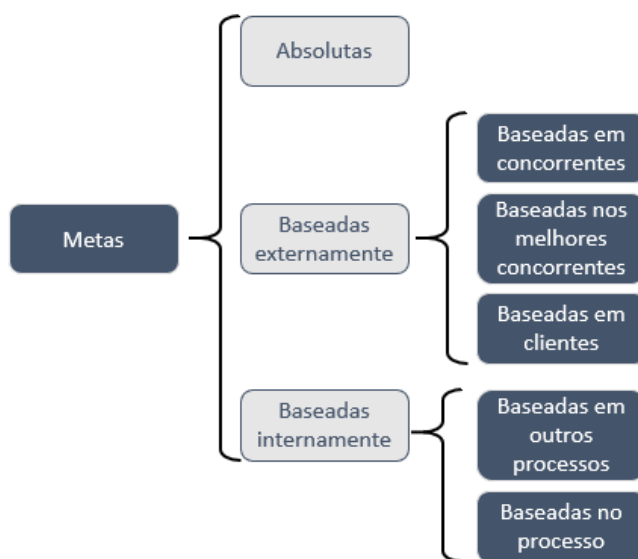 Absolutas
Baseadas em
concorrentes
Metas
Baseadas
externamente
Baseadas nos
melhores
concorrentes
Baseadas em
clientes
Baseadas
internamente
Baseadas em
outros
processos
Baseadas no
processo